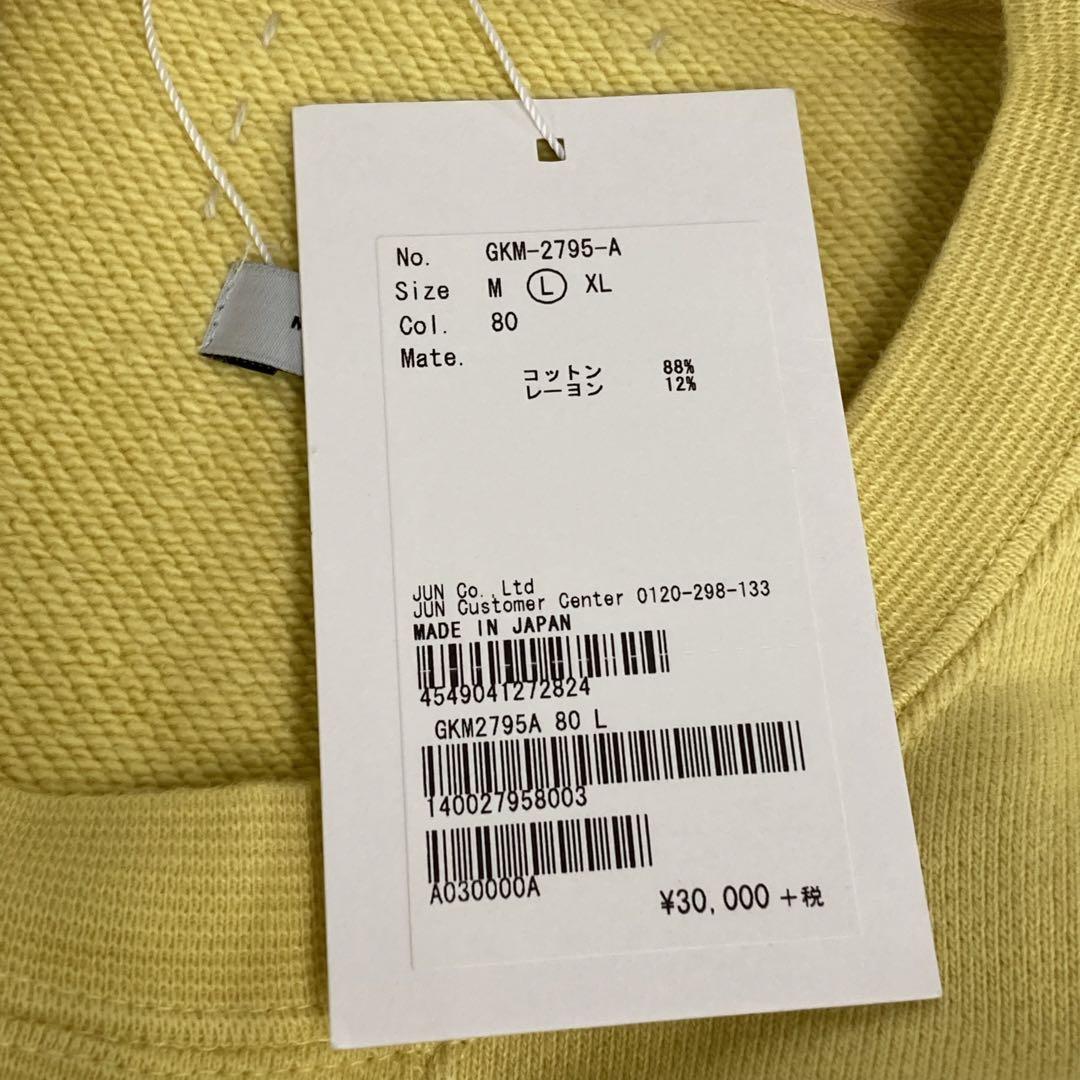 No. GKM-2795-A
Size M L XL
Col. 80
Mate.
コットン 88%
レーヨン 12%
JUN Co.,Ltd
JUN Customer Center 0120-298-133
MADE IN JAPAN
4549041272824
GKM2795A 80 L
140027958003
A030000A
¥30,000 +税